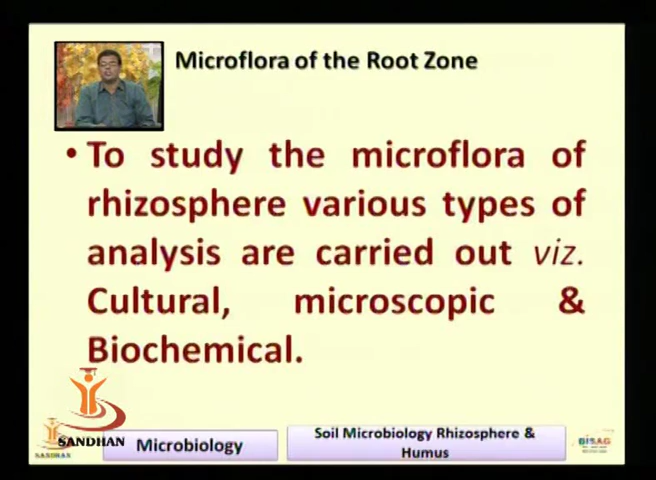 Microflora of the Root Zone
• To study the microflora of
rhizosphere various types of
analysis are carried out viz.
Cultural, microscopic &
Biochemical.
SANDHAN
SANDHAN
Microbiology
Soil Microbiology Rhizosphere &
Humus
BISAG